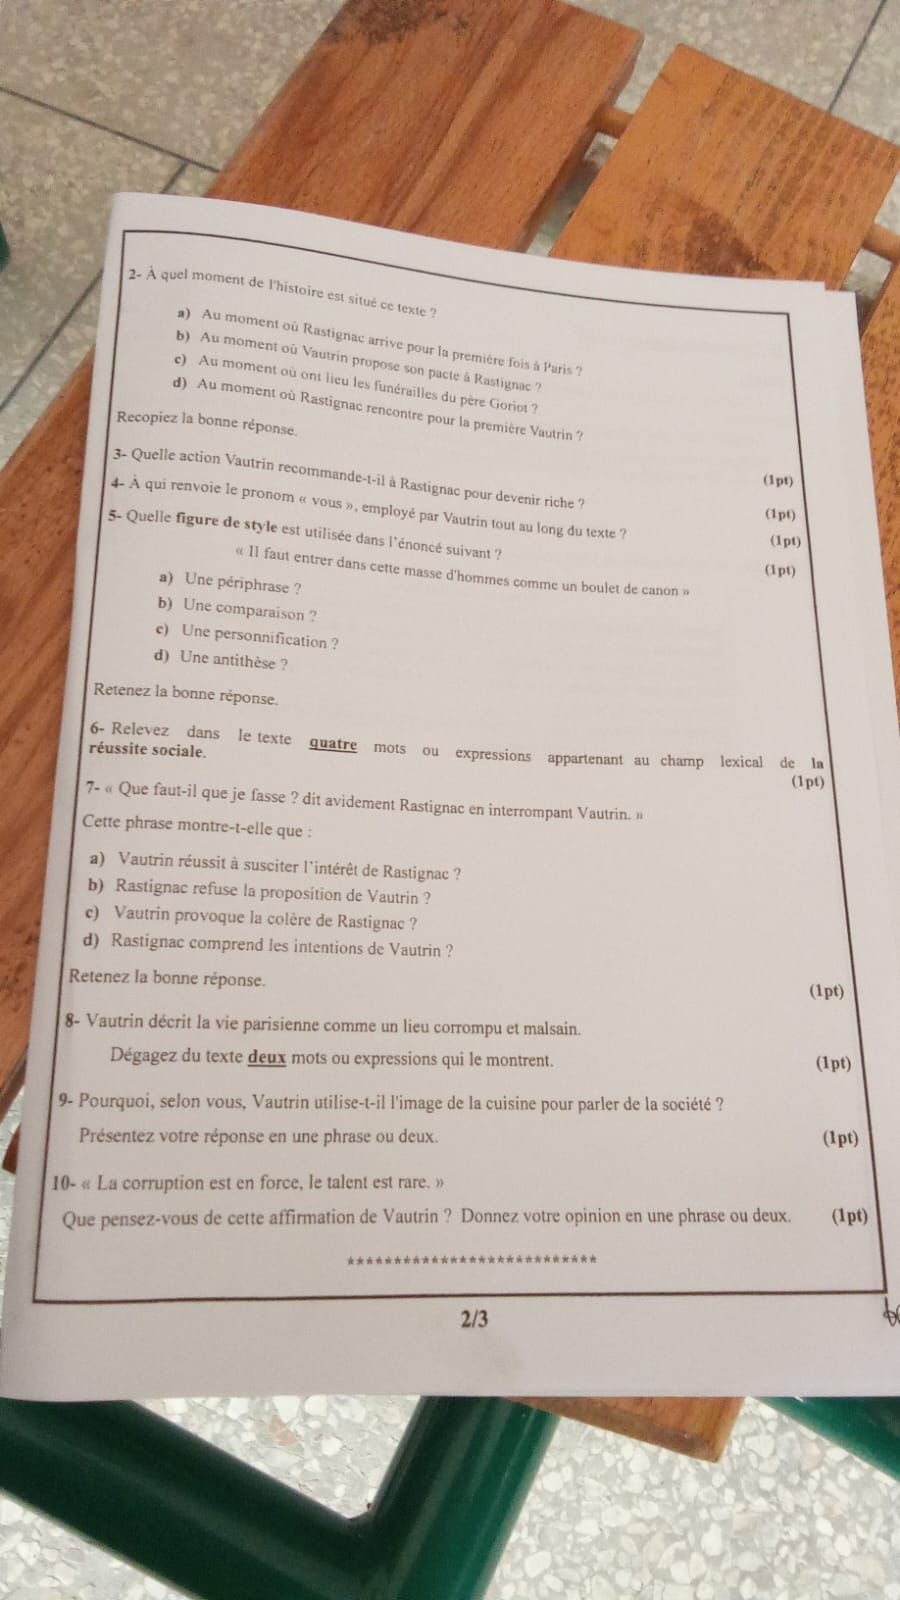 2- À quel moment de l'histoire est situé ce texte ?
a) Au moment où Rastignac arrive pour la première fois à Paris ?
b) Au moment où Vautrin propose son pacte à Rastignac ?
c) Au moment où ont lieu les funérailles du père Goriot ?
d) Au moment où Rastignac rencontre pour la première Vautrin ?
Recopiez la bonne réponse. (1pt)
3- Quelle action Vautrin recommande-t-il à Rastignac pour devenir riche ? (1pt)
4- À qui renvoie le pronom « vous », employé par Vautrin tout au long du texte ? (1pt)
5- Quelle figure de style est utilisée dans l'énoncé suivant ? (1pt)
« Il faut entrer dans cette masse d'hommes comme un boulet de canon »
a) Une périphrase ?
b) Une comparaison ?
c) Une personnification ?
d) Une antithèse ?
Retenez la bonne réponse.
6- Relevez dans le texte quatre mots ou expressions appartenant au champ lexical de la
réussite sociale. (1pt)
7- « Que faut-il que je fasse ? dit avidement Rastignac en interrompant Vautrin. »
Cette phrase montre-t-elle que :
a) Vautrin réussit à susciter l'intérêt de Rastignac ?
b) Rastignac refuse la proposition de Vautrin ?
c) Vautrin provoque la colère de Rastignac ?
d) Rastignac comprend les intentions de Vautrin ?
Retenez la bonne réponse. (1pt)
8- Vautrin décrit la vie parisienne comme un lieu corrompu et malsain.
Dégagez du texte deux mots ou expressions qui le montrent. (1pt)
9- Pourquoi, selon vous, Vautrin utilise-t-il l'image de la cuisine pour parler de la société ?
Présentez votre réponse en une phrase ou deux. (1pt)
10- « La corruption est en force, le talent est rare. »
Que pensez-vous de cette affirmation de Vautrin ? Donnez votre opinion en une phrase ou deux. (1pt)
***************************
2/3